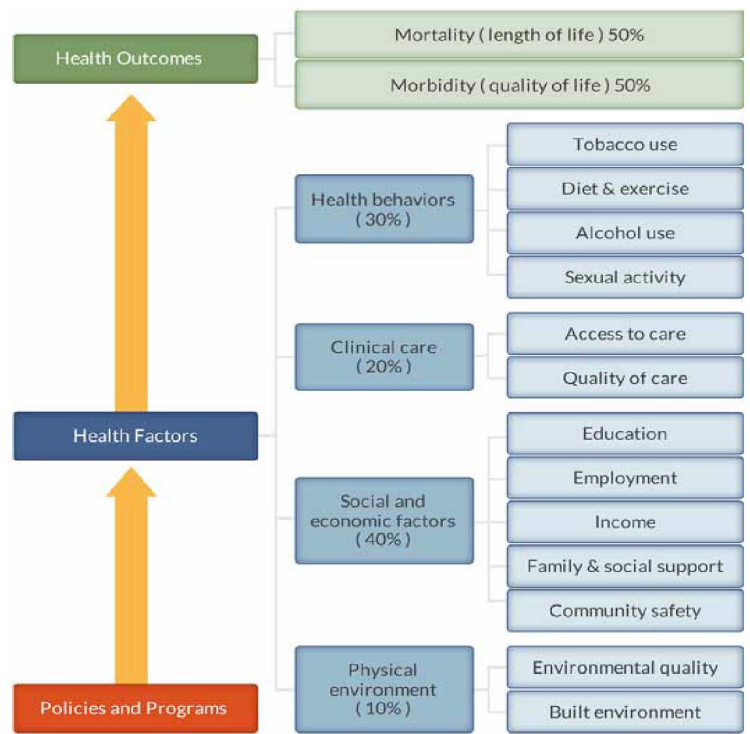 Health Outcomes
Mortality ( length of life ) 50%
Morbidity ( quality of life ) 50%
Health Factors
Health behaviors
( 30% )
Tobacco use
Diet & exercise
Alcohol use
Sexual activity
Clinical care
( 20% )
Access to care
Quality of care
Social and
economic factors
( 40% )
Education
Employment
Income
Family & social support
Community safety
Physical
environment
( 10% )
Environmental quality
Built environment
Policies and Programs